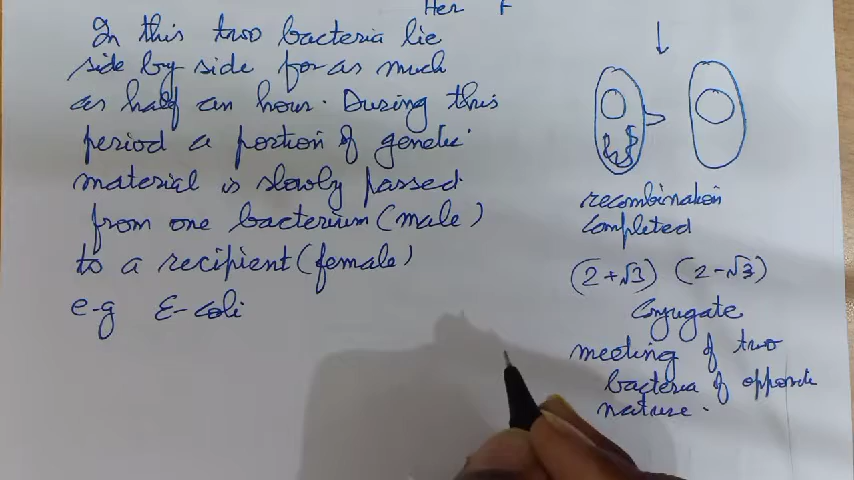 In this two bacteria lie
side by side for as much
as half an hour. During this
period a portion of genetic
material is slowly passed
from one bacterium (male)
to a recipient (female)
e-g E-coli
recombination
completed
(2+√3) (2-√3)
Conjugate
meeting of two
bacteria of opposite
nature.